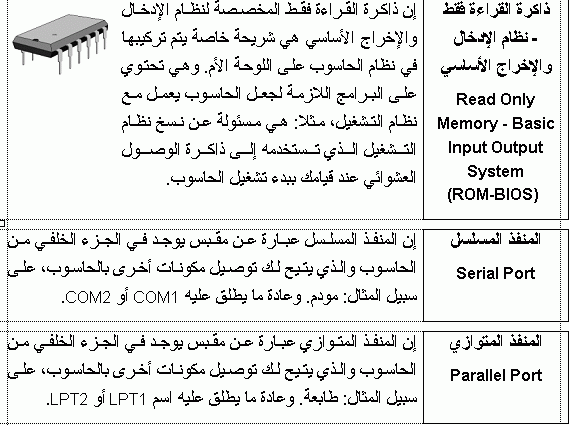 ذاكرة القراءة فقط
- نظام الإدخال
والإخراج الأساسي
Read Only
Memory - Basic
Input Output
System
(ROM-BIOS)
إن ذاكرة القراءة فقط المخصصة لنظام الإدخال
والإخراج الأساسي هي شريحة خاصة يتم تركيبها
في نظام الحاسوب على اللوحة الأم. وهي تحتوي
على البرامج اللازمة لجعل الحاسوب يعمل مع
نظام التشغيل، مثلا: هي مسئولة عن نسخ نظام
التشغيل الذي تستخدمه إلى ذاكرة الوصول
العشوائي عند قيامك ببدء تشغيل الحاسوب.
المنفذ المسلسل
Serial Port
إن المنفذ المسلسل عبارة عن مقبس يوجد في الجزء الخلفي من
الحاسوب والذي يتيح لك توصيل مكونات أخرى بالحاسوب، على
سبيل المثال: مودم. وعادة ما يطلق عليه COM1 أو COM2.
المنفذ المتوازي
Parallel Port
إن المنفذ المتوازي عبارة عن مقبس يوجد في الجزء الخلفي من
الحاسوب والذي يتيح لك توصيل مكونات أخرى بالحاسوب، على
سبيل المثال: طابعة. وعادة ما يطلق عليه اسم LPT1 أو LPT2.